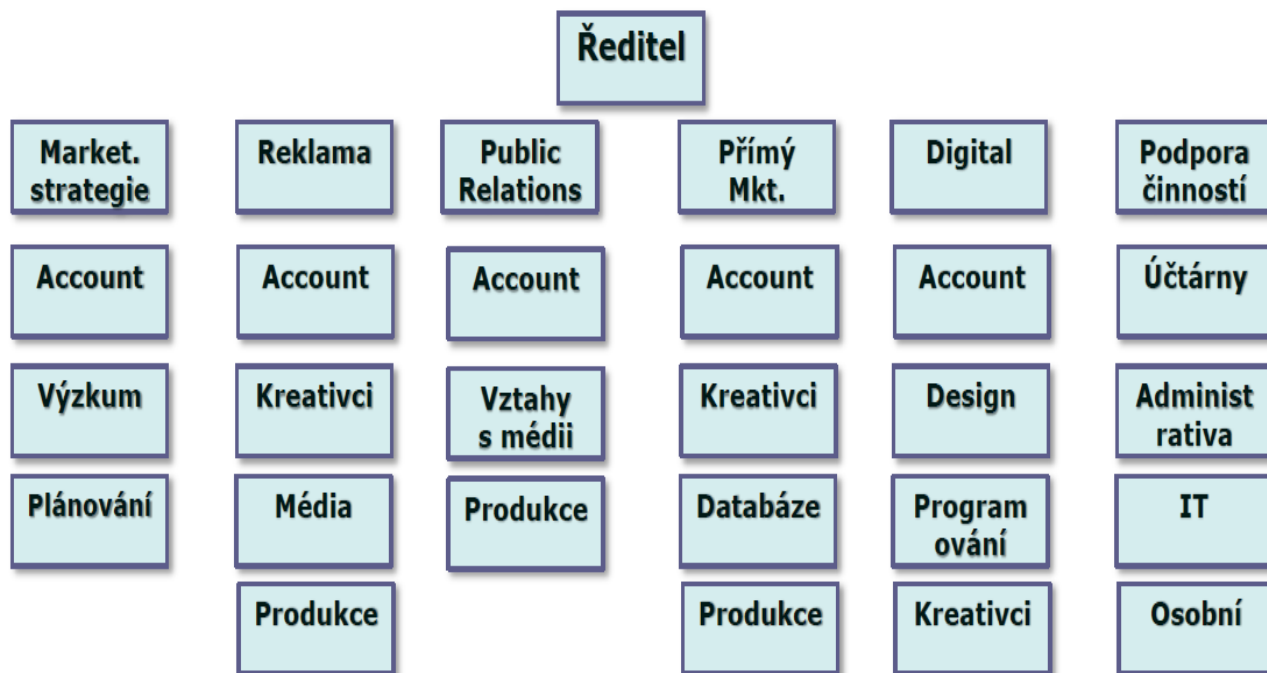 Ředitel
Market.
strategie
Reklama
Public
Relations
Přímý
Mkt.
Digital
Podpora
činností
Account
Account
Account
Account
Account
Účtárny
Výzkum
Kreativci
Vztahy
s médii
Kreativci
Design
Administ
rativa
Plánování
Média
Produkce
Databáze
Program
ování
IT
Produkce
Produkce
Kreativci
Osobní